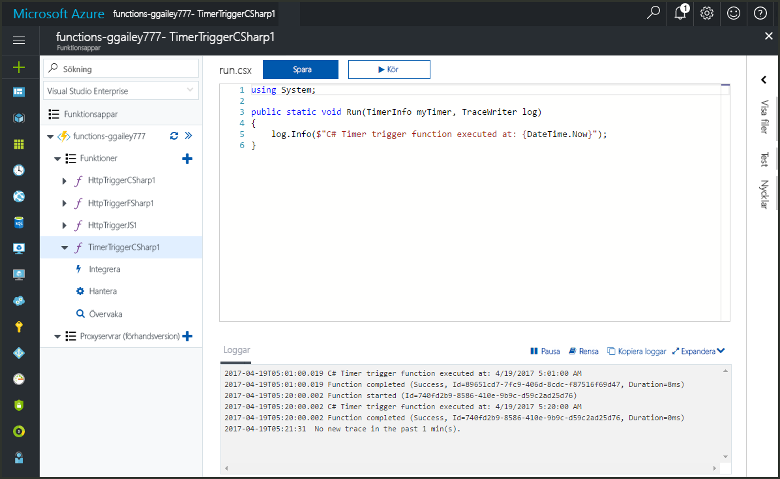 Microsoft Azure functions-ggailey777- TimerTriggerCSharp1
1
functions-ggailey777- TimerTriggerCSharp1
Funktionsappar
Sökning
Visual Studio Enterprise
Funktionsappar
functions-ggailey777
Funktioner
HttpTriggerCSharp1
HttpTriggerFSharp1
HttpTriggerJS1
TimerTriggerCSharp1
Integrera
Hantera
Övervaka
Proxyservrar (förhandsversion)
run.csx
Spara
Kör
1 using System;
2
3 public static void Run(TimerInfo myTimer, TraceWriter log)
4 {
5 log.Info($"C# Timer trigger function executed at: {DateTime.Now}");
6 }
Visa filer
Test
Nycklar
Loggar
Pausa
Rensa
Kopiera loggar
Expandera
2017-04-19T05:01:00.019 C# Timer trigger function executed at: 4/19/2017 5:01:00 AM
2017-04-19T05:01:00.019 Function completed (Success, Id=89651cd7-7fc9-406d-8cdc-f87516f69d47, Duration=8ms)
2017-04-19T05:20:00.002 Function started (Id=740fd2b9-8586-410e-9b9c-d59c2ad25d76)
2017-04-19T05:20:00.002 C# Timer trigger function executed at: 4/19/2017 5:20:00 AM
2017-04-19T05:20:00.002 Function completed (Success, Id=740fd2b9-8586-410e-9b9c-d59c2ad25d76, Duration=0ms)
2017-04-19T05:21:31 No new trace in the past 1 min(s).